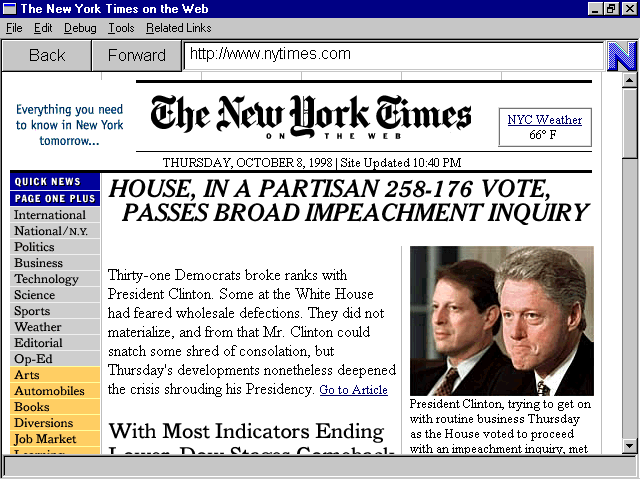 The New York Times on the Web
File Edit Debug Tools Related Links
Back Forward http://www.nytimes.com
Everything you need
to know in New York
tomorrow...
The New York Times
ON THE WEB
NYC Weather
66° F
THURSDAY, OCTOBER 8, 1998 | Site Updated 10:40 PM
QUICK NEWS
PAGE ONE PLUS
International
National/N.Y.
Politics
Business
Technology
Science
Sports
Weather
Editorial
Op-Ed
Arts
Automobiles
Books
Diversions
Job Market
HOUSE, IN A PARTISAN 258-176 VOTE,
PASSES BROAD IMPEACHMENT INQUIRY
Thirty-one Democrats broke ranks with
President Clinton. Some at the White House
had feared wholesale defections. They did not
materialize, and from that Mr. Clinton could
snatch some shred of consolation, but
Thursday's developments nonetheless deepened
the crisis shrouding his Presidency. Go to Article
With Most Indicators Ending
Lower, Dow Stages Comeback
President Clinton, trying to get on
with routine business Thursday
as the House voted to proceed
with an impeachment inquiry, met